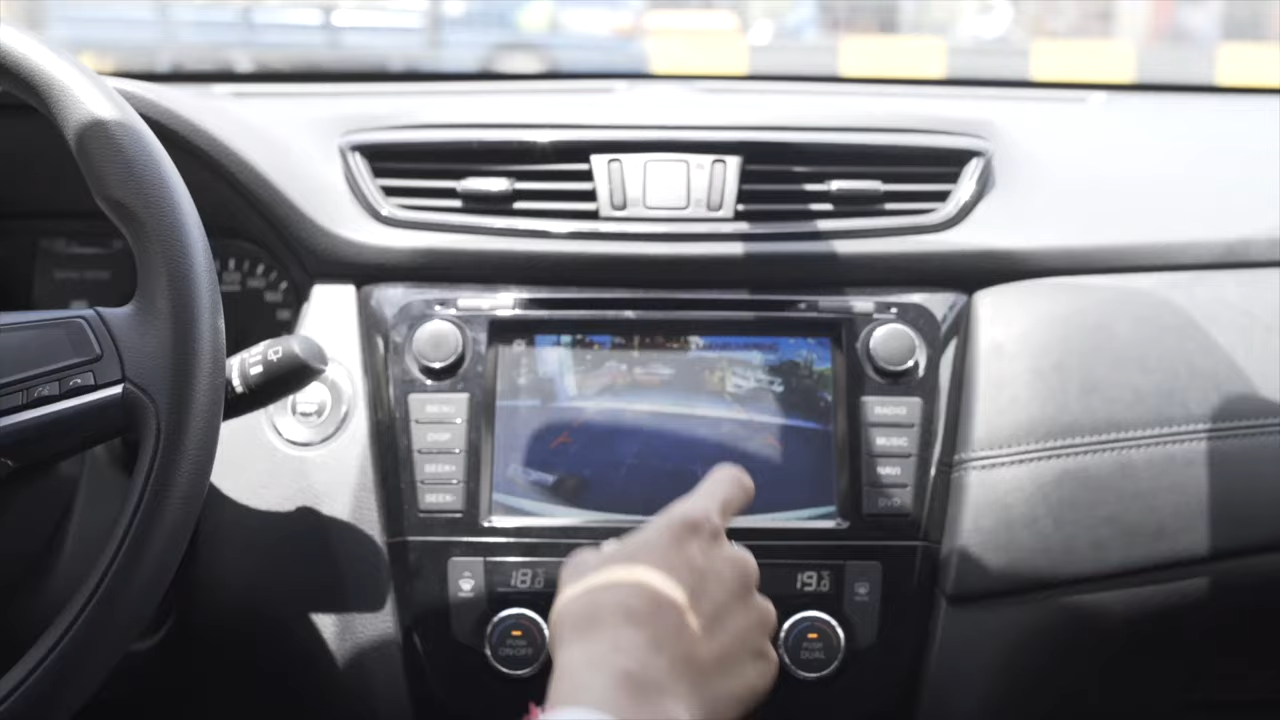 MENU
DISP
SEEK+
SEEK-
RADIO
MUSIC
NAVI
DVD
18.0
19.0
PUSH
ON·OFF
PUSH
DUAL